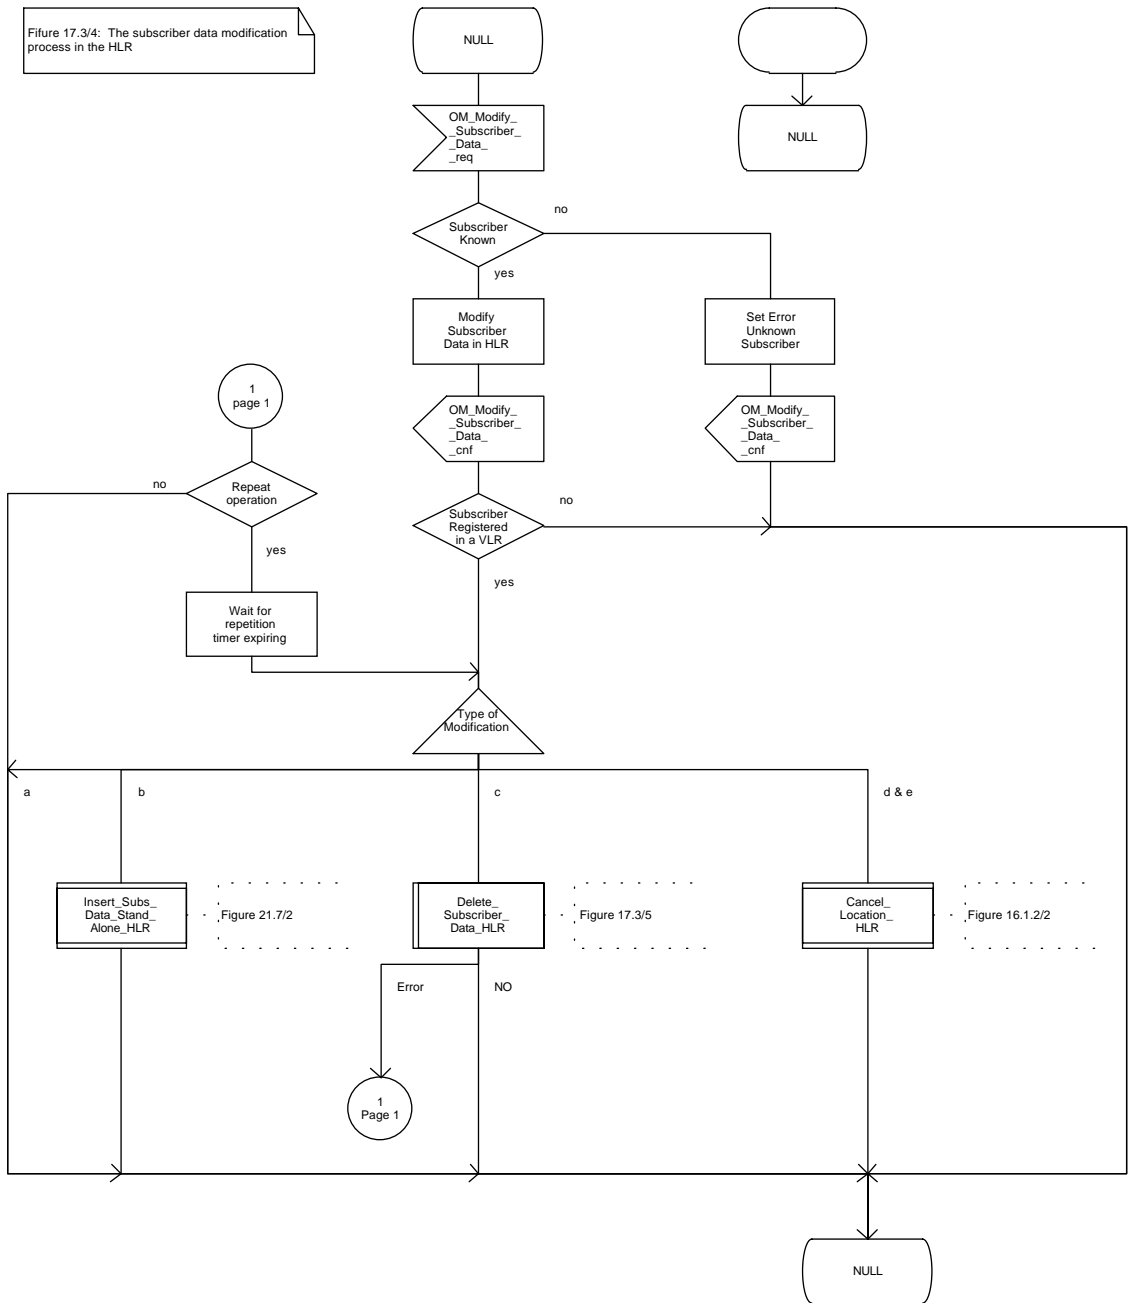 Fifure 17.3/4: The subscriber data modification
process in the HLR
NULL
OM_Modify_
_Subscriber_
_Data_
_req
NULL
Subscriber
Known
no
yes
Modify
Subscriber
Data in HLR
Set Error
Unknown
Subscriber
1
page 1
OM_Modify_
_Subscriber_
_Data_
_cnf
OM_Modify_
_Subscriber_
_Data_
_cnf
Repeat
operation
no
yes
Subscriber
Registered
in a VLR
no
yes
Wait for
repetition
timer expiring
Type of
Modification
a
b
c
d & e
Insert_Subs_
Data_Stand_
Alone_HLR
Figure 21.7/2
Delete_
Subscriber_
Data_HLR
Figure 17.3/5
Cancel_
Location_
HLR
Figure 16.1.2/2
Error
NO
1
Page 1
NULL